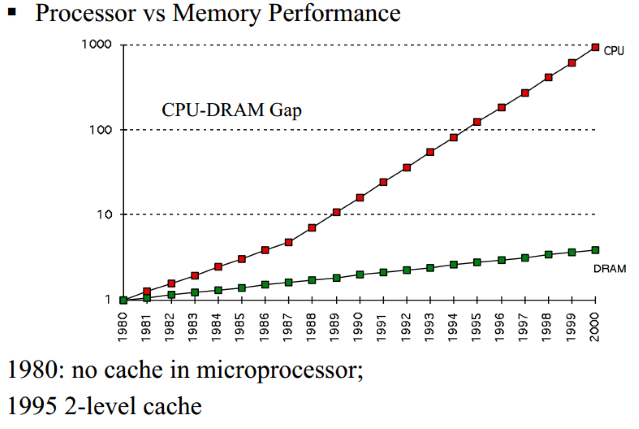 ▪ Processor vs Memory Performance
1000
CPU
CPU-DRAM Gap
100
10
DRAM
1
1980 1981 1982 1983 1984 1985 1986 1987 1988 1989 1990 1991 1992 1993 1994 1995 1996 1997 1998 1999 2000
1980: no cache in microprocessor;
1995 2-level cache